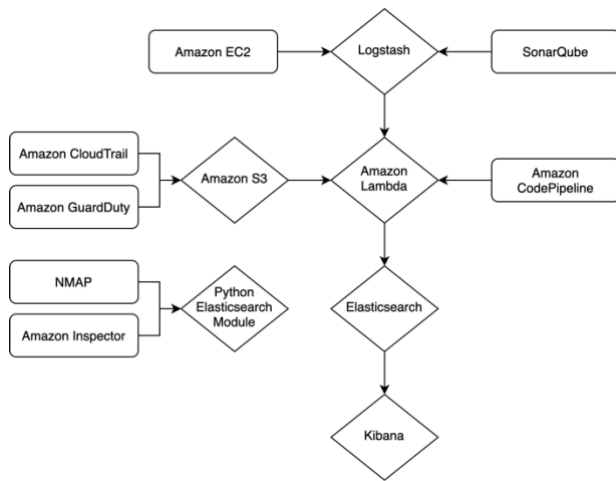 Amazon EC2
Logstash
SonarQube
Amazon CloudTrail
Amazon GuardDuty
Amazon S3
Amazon
Lambda
Amazon
CodePipeline
NMAP
Amazon Inspector
Python
Elasticsearch
Module
Elasticsearch
Kibana